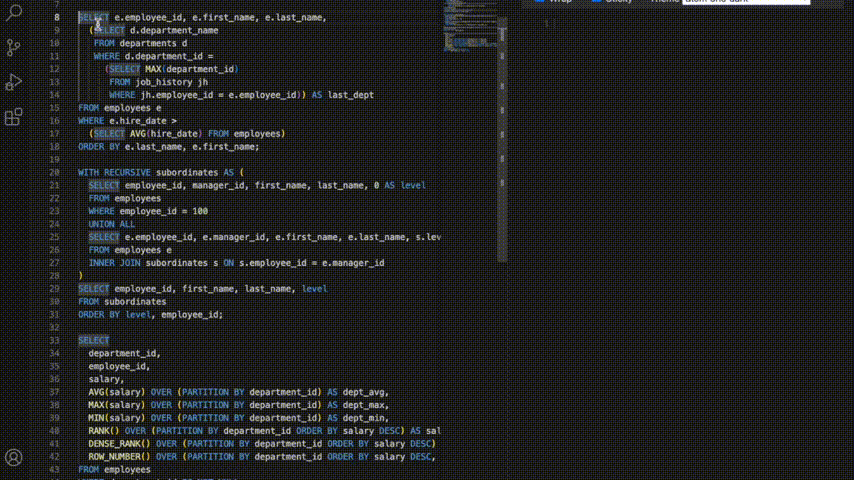 Wrap Sticky Theme atom one dark
7
8 SELECT e.employee_id, e.first_name, e.last_name,
9 (SELECT d.department_name
10 FROM departments d
11 WHERE d.department_id =
12 (SELECT MAX(department_id)
13 FROM job_history jh
14 WHERE jh.employee_id = e.employee_id)) AS last_dept
15 FROM employees e
16 WHERE e.hire_date >
17 (SELECT AVG(hire_date) FROM employees)
18 ORDER BY e.last_name, e.first_name;
19
20 WITH RECURSIVE subordinates AS (
21 SELECT employee_id, manager_id, first_name, last_name, 0 AS level
22 FROM employees
23 WHERE employee_id = 100
24 UNION ALL
25 SELECT e.employee_id, e.manager_id, e.first_name, e.last_name, s.lev
26 FROM employees e
27 INNER JOIN subordinates s ON s.employee_id = e.manager_id
28 )
29 SELECT employee_id, first_name, last_name, level
30 FROM subordinates
31 ORDER BY level, employee_id;
32
33 SELECT
34 department_id,
35 employee_id,
36 salary,
37 AVG(salary) OVER (PARTITION BY department_id) AS dept_avg,
38 MAX(salary) OVER (PARTITION BY department_id) AS dept_max,
39 MIN(salary) OVER (PARTITION BY department_id) AS dept_min,
40 RANK() OVER (PARTITION BY department_id ORDER BY salary DESC) AS sal
41 DENSE_RANK() OVER (PARTITION BY department_id ORDER BY salary DESC)
42 ROW_NUMBER() OVER (PARTITION BY department_id ORDER BY salary DESC,
43 FROM employees